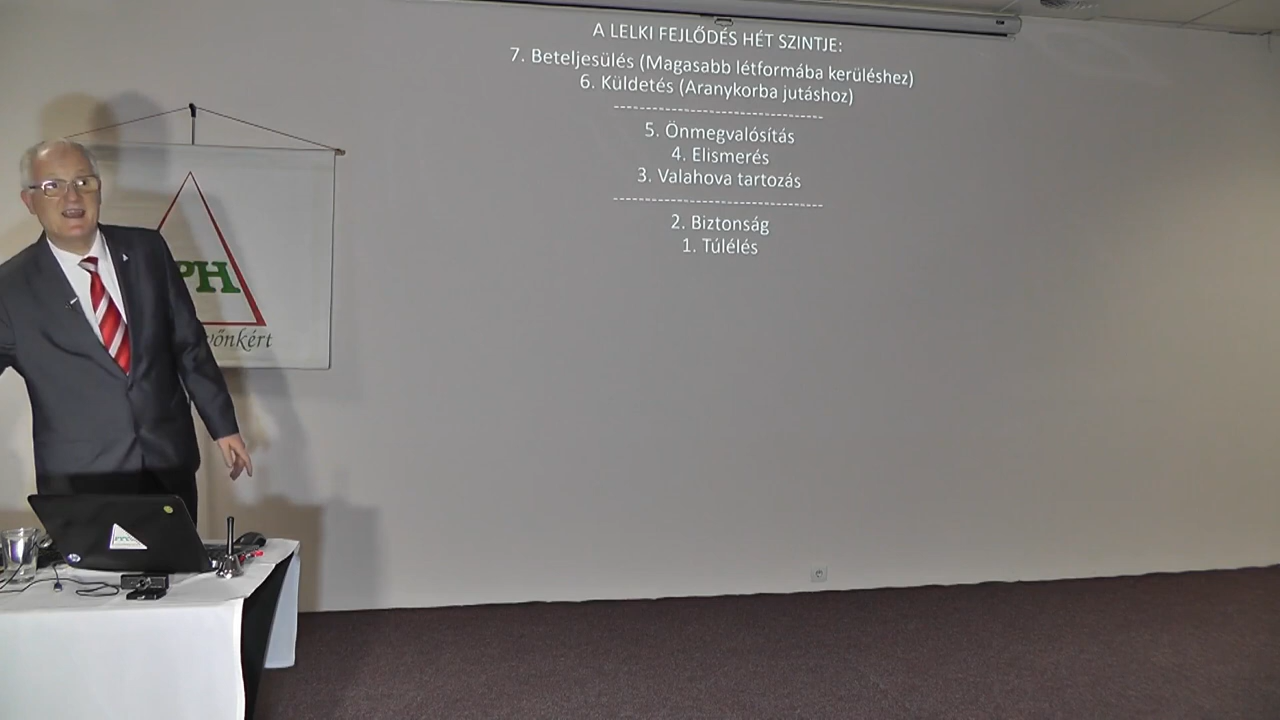 A LELKI FEJLŐDÉS HÉT SZINTJE:
7. Beteljesülés (Magasabb létformába kerüléshez)
6. Küldetés (Aranykorba jutáshoz)
--------------------------------
5. Önmegvalósítás
4. Elismerés
3. Valahova tartozás
--------------------------------
2. Biztonság
1. Túlélés
PH
vőnkért